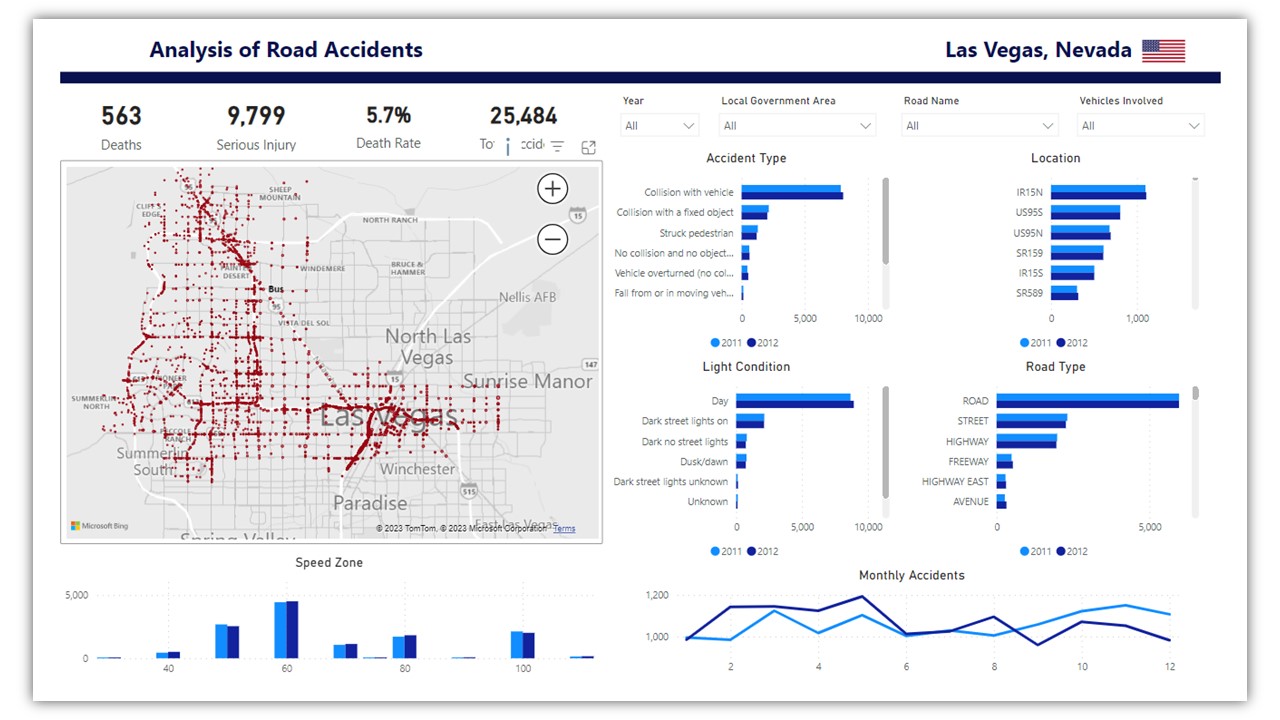 Analysis of Road Accidents
Las Vegas, Nevada
563
9,799
5.7%
25,484
Deaths
Serious Injury
Death Rate
Year
Local Government Area
Road Name
Vehicles Involved
All
All
All
All
SHEEP
MOUNTAIN
CLIFF'S
EDGE
NORTH RANCH
15
95
PAINTED
DESERT
WINDEMERE
BRUCE &
HAMMER
Bus
95
Nellis AFB
VISTA DEL SOL
North Las
Vegas
15
147
Sunrise Manor
SUMMERLIN
NORTH
Las Vegas
PECCOLE
RANCH
Summerlin
South
Winchester
515
Paradise
East Las Vegas
Microsoft Bing
© 2023 TomTom, © 2023 Microsoft Corporation
Terms
Spring Valley
Accident Type
Collision with vehicle
Collision with a fixed object
Struck pedestrian
No collision and no object...
Vehicle overturned (no col...
Fall from or in moving veh...
0
5,000
10,000
2011
2012
Location
IR15N
US95S
US95N
SR159
IR15S
SR589
0
1,000
2011
2012
Light Condition
Day
Dark street lights on
Dark no street lights
Dusk/dawn
Dark street lights unknown
Unknown
0
5,000
10,000
2011
2012
Road Type
ROAD
STREET
HIGHWAY
FREEWAY
HIGHWAY EAST
AVENUE
0
5,000
2011
2012
Speed Zone
5,000
0
40
60
80
100
Monthly Accidents
1,200
1,000
2
4
6
8
10
12